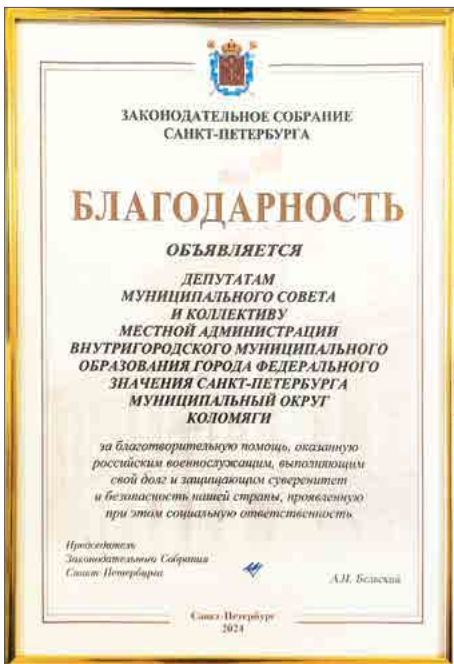 ЗАКОНОДАТЕЛЬНОЕ СОБРАНИЕ
САНКТ-ПЕТЕРБУРГА
БЛАГОДАРНОСТЬ
ОБЪЯВЛЯЕТСЯ
ДЕПУТАТАМ
МУНИЦИПАЛЬНОГО СОВЕТА
И КОЛЛЕКТИВУ
МЕСТНОЙ АДМИНИСТРАЦИИ
ВНУТРИГОРОДСКОГО МУНИЦИПАЛЬНОГО
ОБРАЗОВАНИЯ ГОРОДА ФЕДЕРАЛЬНОГО
ЗНАЧЕНИЯ САНКТ-ПЕТЕРБУРГА
МУНИЦИПАЛЬНЫЙ ОКРУГ
КОЛОМЯГИ
за благотворительную помощь, оказанную
российским военнослужащим, выполняющим
свой долг и защищающим суверенитет
и безопасность нашей страны, проявленную
при этом социальную ответственность
Председатель
Законодательного Собрания
Санкт-Петербурга
А.Н. Бельский
Санкт-Петербург
2024